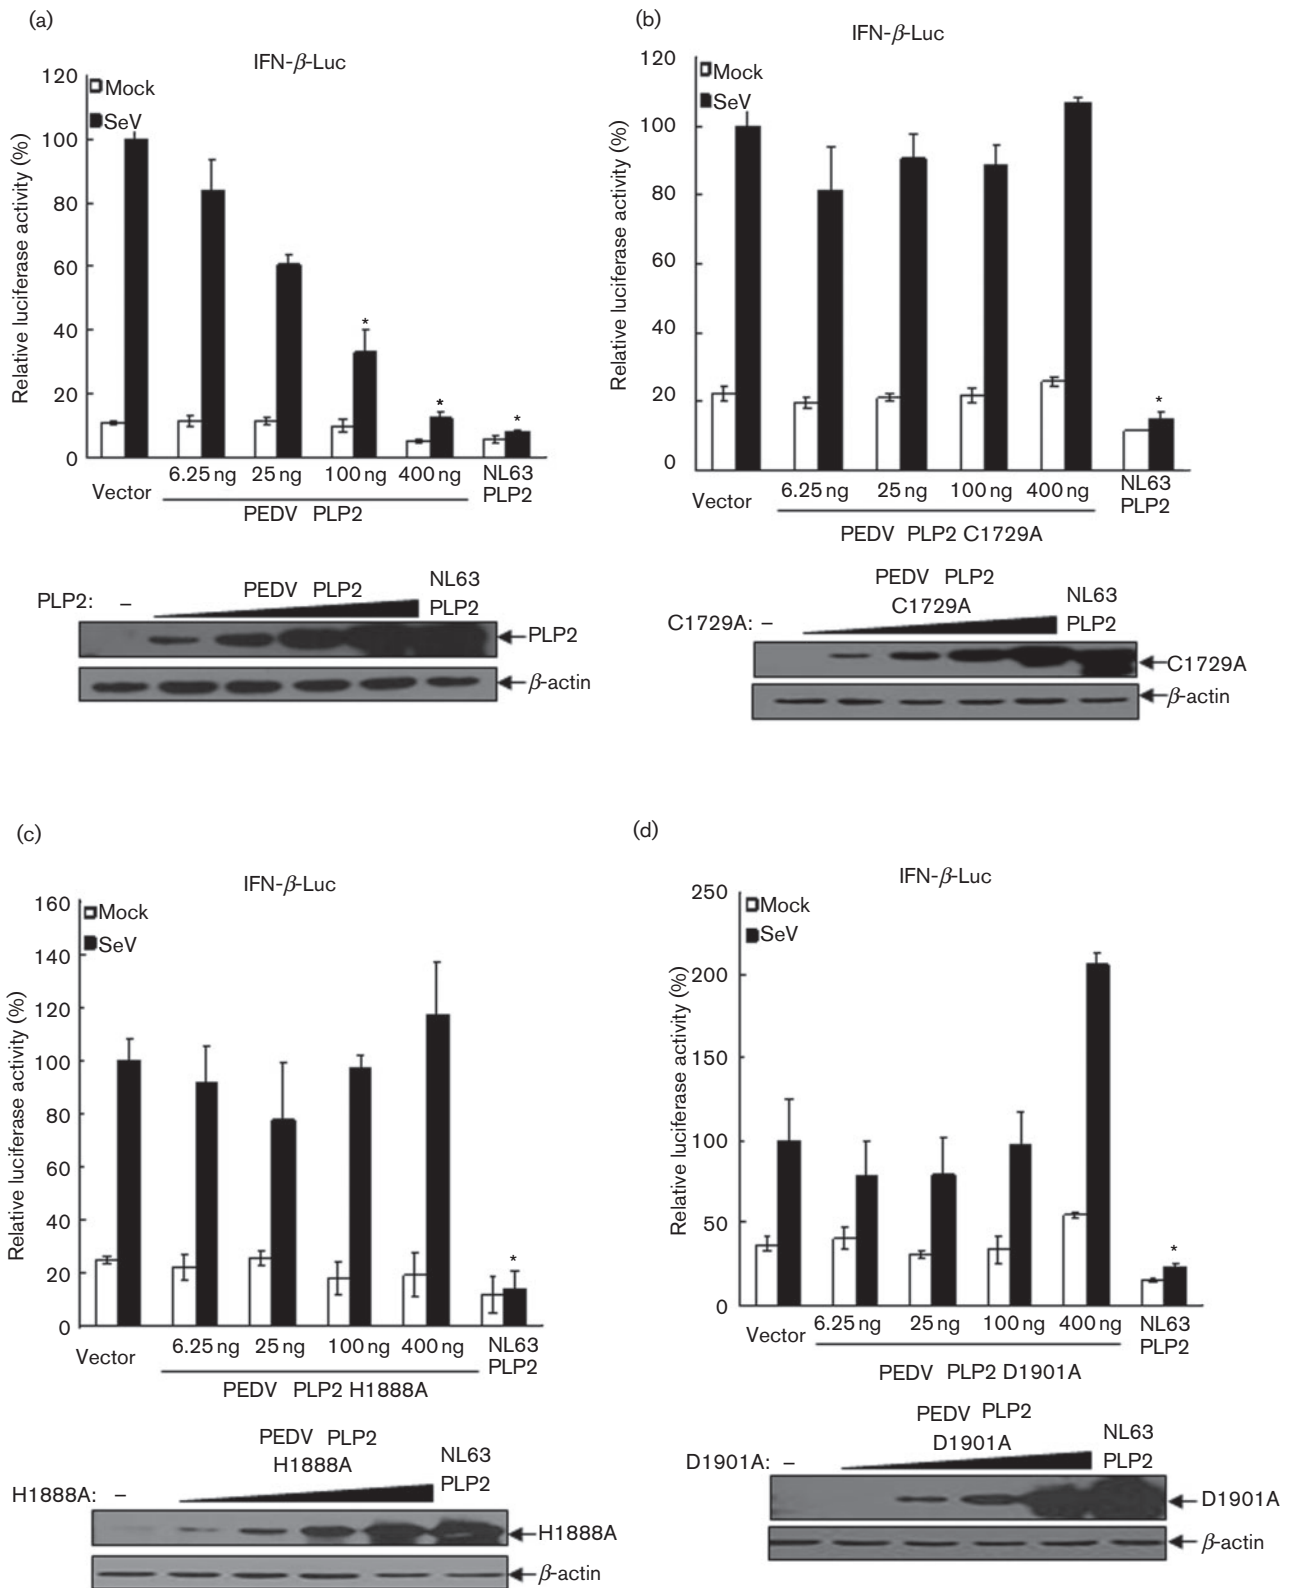 (a)
IFN-β-Luc
Relative luciferase activity (%)
120
100
80
60
40
20
0
Mock
SeV
*
*
*
Vector
6.25 ng
25 ng
100 ng
400 ng
NL63
PLP2
PEDV PLP2
PLP2:
–
PEDV PLP2
NL63
PLP2
PLP2
β-actin
(b)
IFN-β-Luc
Relative luciferase activity (%)
120
100
80
60
40
20
0
Mock
SeV
*
Vector
6.25 ng
25 ng
100 ng
400 ng
NL63
PLP2
PEDV PLP2 C1729A
C1729A: –
PEDV PLP2
C1729A
NL63
PLP2
C1729A
β-actin
(c)
IFN-β-Luc
Relative luciferase activity (%)
160
140
120
100
80
60
40
20
0
Mock
SeV
*
Vector
6.25 ng
25 ng
100 ng
400 ng
NL63
PLP2
PEDV PLP2 H1888A
H1888A: –
PEDV PLP2
H1888A
NL63
PLP2
H1888A
β-actin
(d)
IFN-β-Luc
Relative luciferase activity (%)
250
200
150
100
50
0
Mock
SeV
*
Vector
6.25 ng
25 ng
100 ng
400 ng
NL63
PLP2
PEDV PLP2 D1901A
D1901A: –
PEDV PLP2
D1901A
NL63
PLP2
D1901A
β-actin